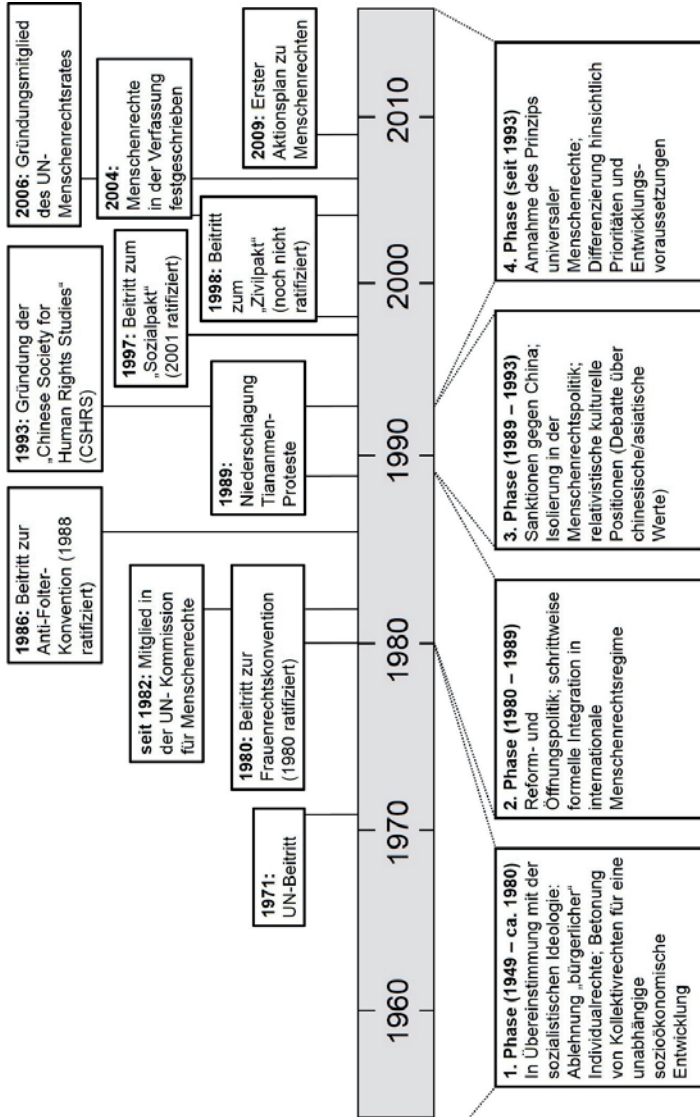 1971:
UN-Beitritt
1980: Beitritt zur
Frauenrechtskonvention
(1980 ratifiziert)
seit 1982: Mitglied in
der UN- Kommission
für Menschenrechte
1986: Beitritt zur
Anti-Folter-
Konvention (1988
ratifiziert)
1989:
Niederschlagung
Tiananmen-
Proteste
1993: Gründung der
„Chinese Society for
Human Rights Studies“
(CSHRS)
1997: Beitritt zum
„Sozialpakt“
(2001 ratifiziert)
1998: Beitritt
zum
„Zivilpakt“
(noch nicht
ratifiziert)
2004:
Menschenrechte
in der Verfassung
festgeschrieben
2006: Gründungsmitglied
des UN-
Menschenrechtsrates
2009: Erster
Aktionsplan zu
Menschenrechten
1960
1970
1980
1990
2000
2010
1. Phase (1949 – ca. 1980)
In Übereinstimmung mit der
sozialistischen Ideologie:
Ablehnung „bürgerlicher“
Individualrechte; Betonung
von Kollektivrechten für eine
unabhängige
sozioökonomische
Entwicklung
2. Phase (1980 – 1989)
Reform- und
Öffnungspolitik; schrittweise
formelle Integration in
internationale
Menschenrechtsregime
3. Phase (1989 – 1993)
Sanktionen gegen China;
Isolierung in der
Menschenrechtspolitik;
relativistische kulturelle
Positionen (Debatte über
chinesische/asiatische
Werte)
4. Phase (seit 1993)
Annahme des Prinzips
universaler
Menschenrechte;
Differenzierung hinsichtlich
Prioritäten und
Entwicklungs-
voraussetzungen